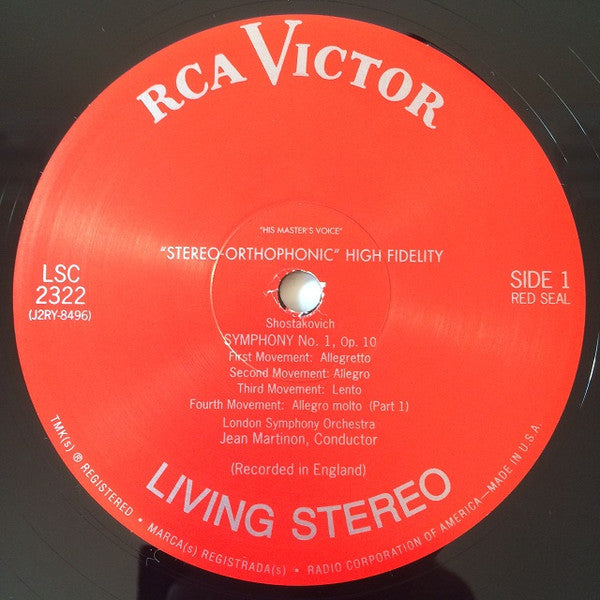 RCA VICTOR
"HIS MASTER'S VOICE"
"STEREO-ORTHOPHONIC" HIGH FIDELITY
LSC
2322
(J2RY-8496)
SIDE 1
RED SEAL
Shostakovich
SYMPHONY No. 1, Op. 10
First Movement: Allegretto
Second Movement: Allegro
Third Movement: Lento
Fourth Movement: Allegro molto (Part 1)
London Symphony Orchestra
Jean Martinon, Conductor
(Recorded in England)
LIVING STEREO
TMK(s) ® REGISTERED • MARCA(s) REGISTRADA(s) • RADIO CORPORATION OF AMERICA—MADE IN U.S.A.